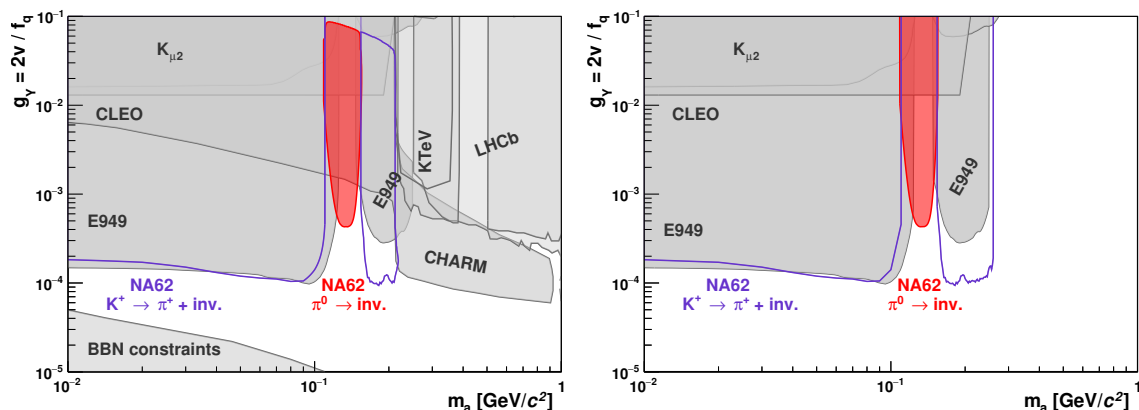 g_Y = 2v / f_q
10⁻¹
10⁻²
10⁻³
10⁻⁴
10⁻⁵
K_μ2
CLEO
E949
E949
KTeV
LHCb
CHARM
NA62
K⁺ → π⁺ + inv.
NA62
π⁰ → inv.
BBN constraints
10⁻²
10⁻¹
1
m_a [GeV/c²]
g_Y = 2v / f_q
10⁻¹
10⁻²
10⁻³
10⁻⁴
10⁻⁵
K_μ2
CLEO
E949
E949
NA62
K⁺ → π⁺ + inv.
NA62
π⁰ → inv.
10⁻²
10⁻¹
1
m_a [GeV/c²]